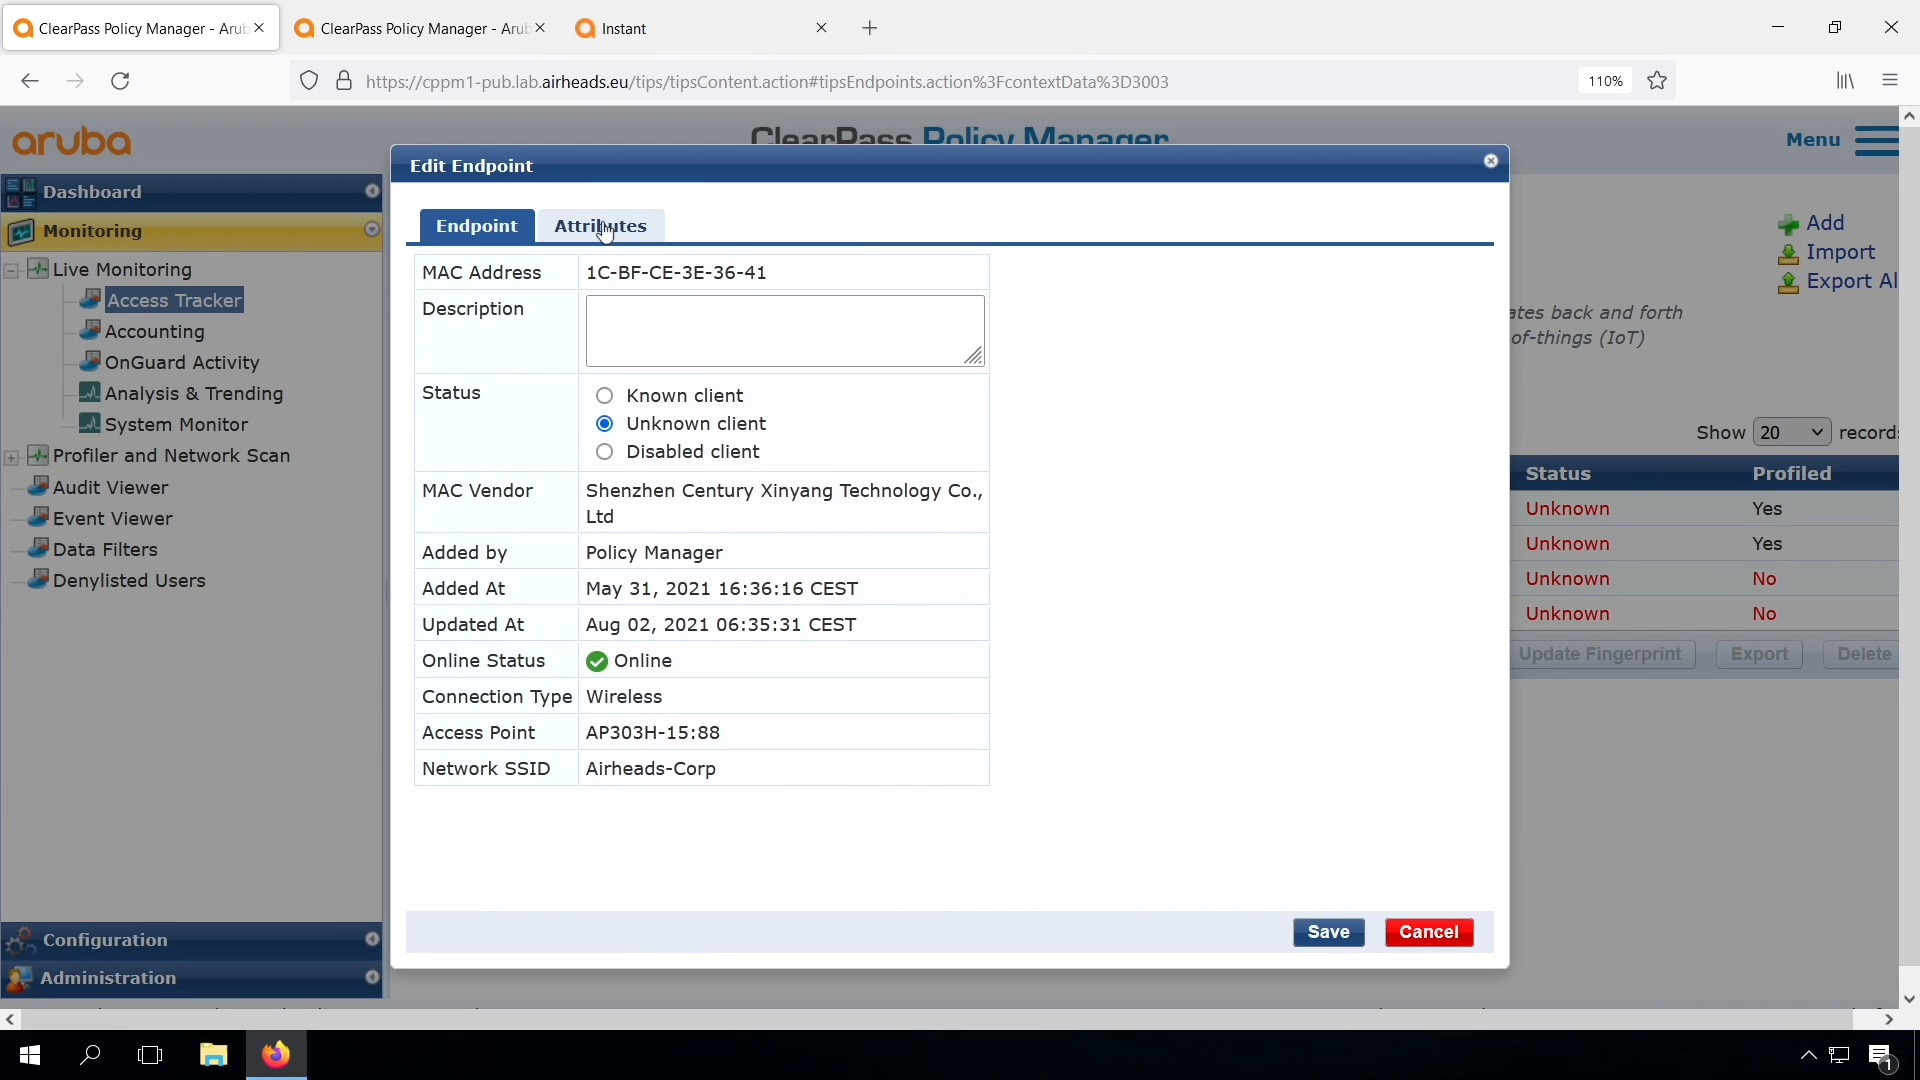 ClearPass Policy Manager - Arub
ClearPass Policy Manager - Arub
Instant
https://cppm1-pub.lab.airheads.eu/tips/tipsContent.action#tipsEndpoints.action%3FcontextData%3D3003
110%
aruba
ClearPass Policy Manager
Menu
Dashboard
Monitoring
Live Monitoring
Access Tracker
Accounting
OnGuard Activity
Analysis & Trending
System Monitor
Profiler and Network Scan
Audit Viewer
Event Viewer
Data Filters
Denylisted Users
Configuration
Administration
Edit Endpoint
Endpoint
Attributes
MAC Address 1C-BF-CE-3E-36-41
Description
Status
Known client
Unknown client
Disabled client
MAC Vendor Shenzhen Century Xinyang Technology Co.,
Ltd
Added by Policy Manager
Added At May 31, 2021 16:36:16 CEST
Updated At Aug 02, 2021 06:35:31 CEST
Online Status Online
Connection Type Wireless
Access Point AP303H-15:88
Network SSID Airheads-Corp
Save Cancel
Add
Import
Export Al
ates back and forth
of-things (IoT)
Show 20 records
Status Profiled
Unknown Yes
Unknown Yes
Unknown No
Unknown No
Update Fingerprint Export Delete
1